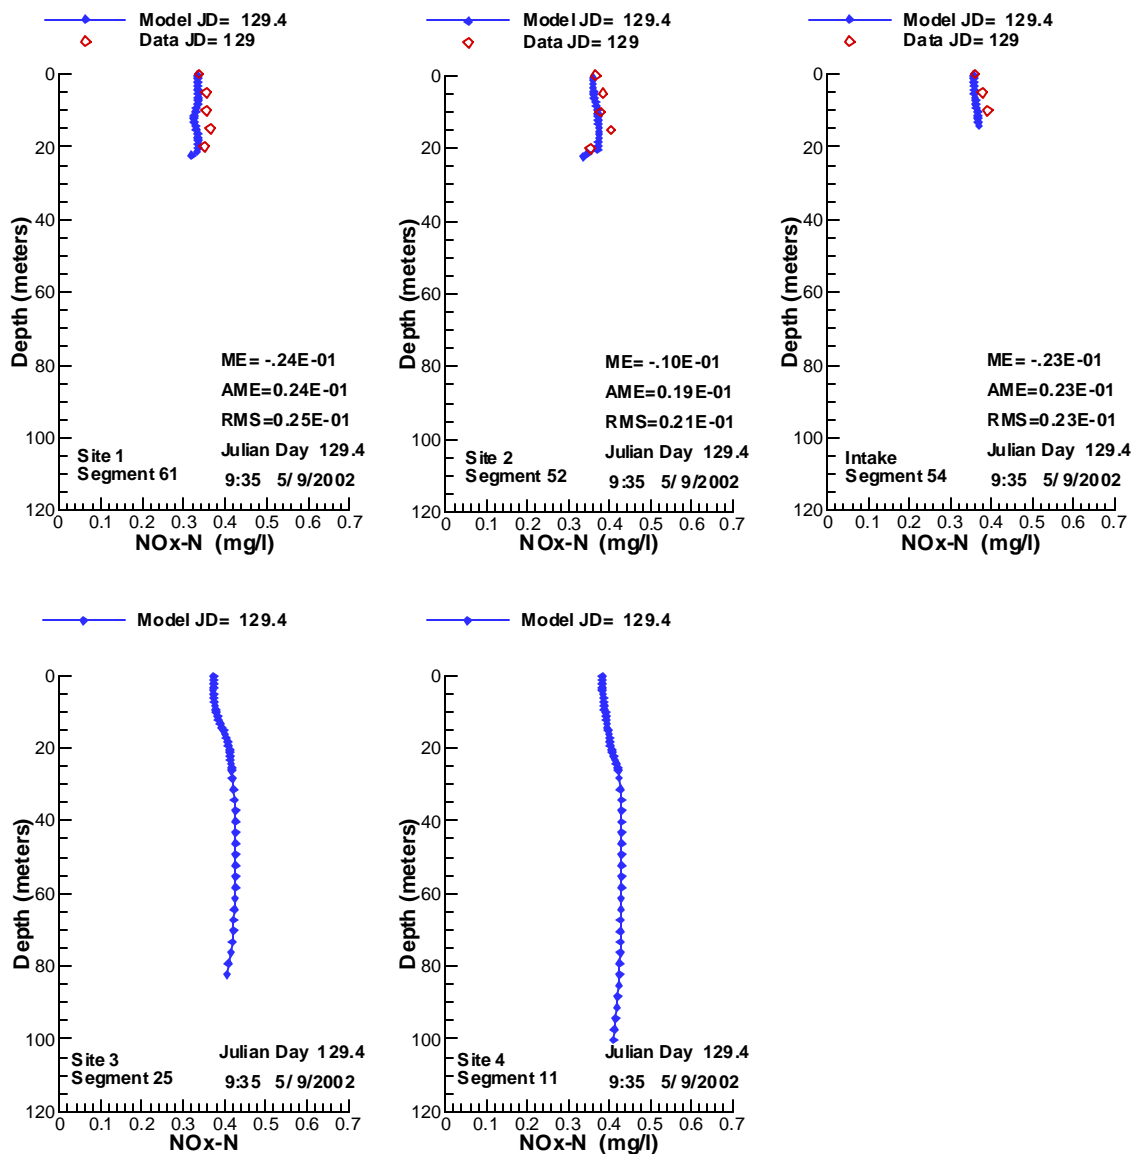 Model JD= 129.4
Data JD= 129
0
20
40
60
80
100
120
Depth (meters)
ME= -.24E-01
AME=0.24E-01
RMS=0.25E-01
Site 1
Segment 61
Julian Day 129.4
9:35 5/ 9/2002
0 0.1 0.2 0.3 0.4 0.5 0.6 0.7
NOx-N (mg/l)
Model JD= 129.4
Data JD= 129
0
20
40
60
80
100
120
Depth (meters)
ME= -.10E-01
AME=0.19E-01
RMS=0.21E-01
Site 2
Segment 52
Julian Day 129.4
9:35 5/ 9/2002
0 0.1 0.2 0.3 0.4 0.5 0.6 0.7
NOx-N (mg/l)
Model JD= 129.4
Data JD= 129
0
20
40
60
80
100
120
Depth (meters)
ME= -.23E-01
AME=0.23E-01
RMS=0.23E-01
Intake
Segment 54
Julian Day 129.4
9:35 5/ 9/2002
0 0.1 0.2 0.3 0.4 0.5 0.6 0.7
NOx-N (mg/l)
Model JD= 129.4
0
20
40
60
80
100
120
Depth (meters)
Site 3
Segment 25
Julian Day 129.4
9:35 5/ 9/2002
0 0.1 0.2 0.3 0.4 0.5 0.6 0.7
NOx-N
Model JD= 129.4
0
20
40
60
80
100
120
Depth (meters)
Site 4
Segment 11
Julian Day 129.4
9:35 5/ 9/2002
0 0.1 0.2 0.3 0.4 0.5 0.6 0.7
NOx-N (mg/l)